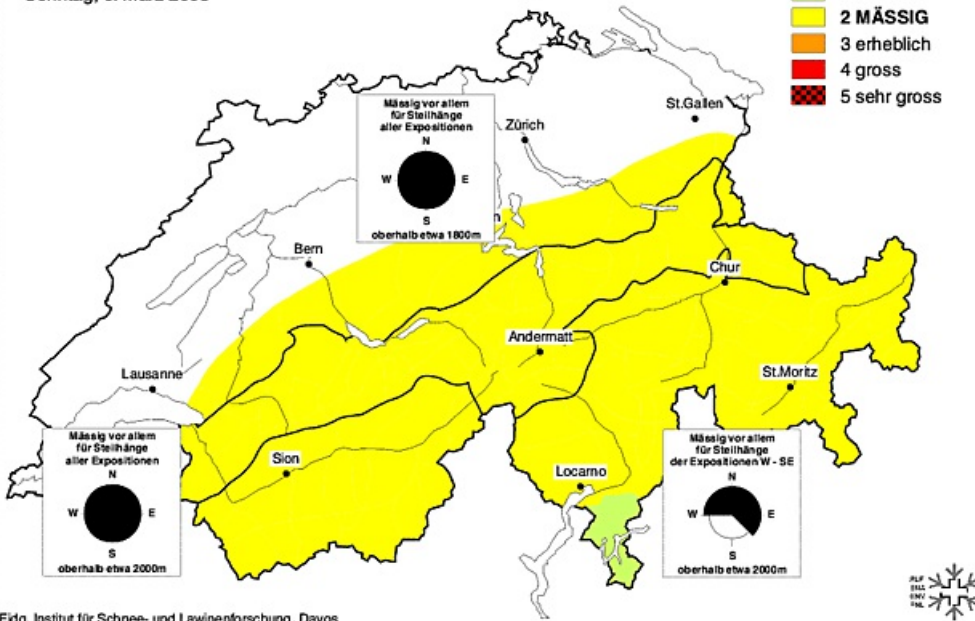 2 MÄSSIG
3 erheblich
4 gross
5 sehr gross
St.Gallen
Zürich
Mässig vor allem
für Steilhänge
aller Expositionen
N
W E
S
oberhalb etwa 1800m
n
Bern
Chur
Andermatt
Lausanne
St.Moritz
Mässig vor allem
für Steilhänge
aller Expositionen
N
W E
S
oberhalb etwa 2000m
Sion
Locarno
Mässig vor allem
für Steilhänge
der Expositionen W - SE
N
W E
S
oberhalb etwa 2000m
Eidg. Institut für Schnee- und Lawinenforschung, Davos